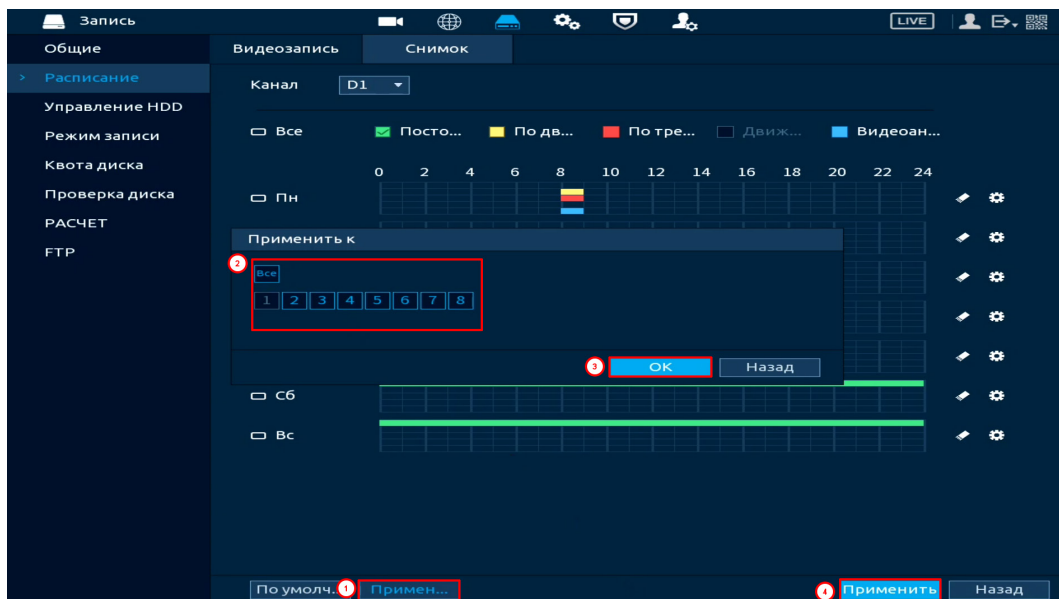 Запись LIVE
Общие
Расписание
Управление HDD
Режим записи
Квота диска
Проверка диска
РАСЧЕТ
FTP
Видеозапись Снимок
Канал D1
Все Посто... По дв... По тре... Движ... Видеоан...
0 2 4 6 8 10 12 14 16 18 20 22 24
Пн
Применить к
2
Все
1 2 3 4 5 6 7 8
3 OK Назад
Сб
Вс
По умолч.. 1 Примен... 4 Применить Назад